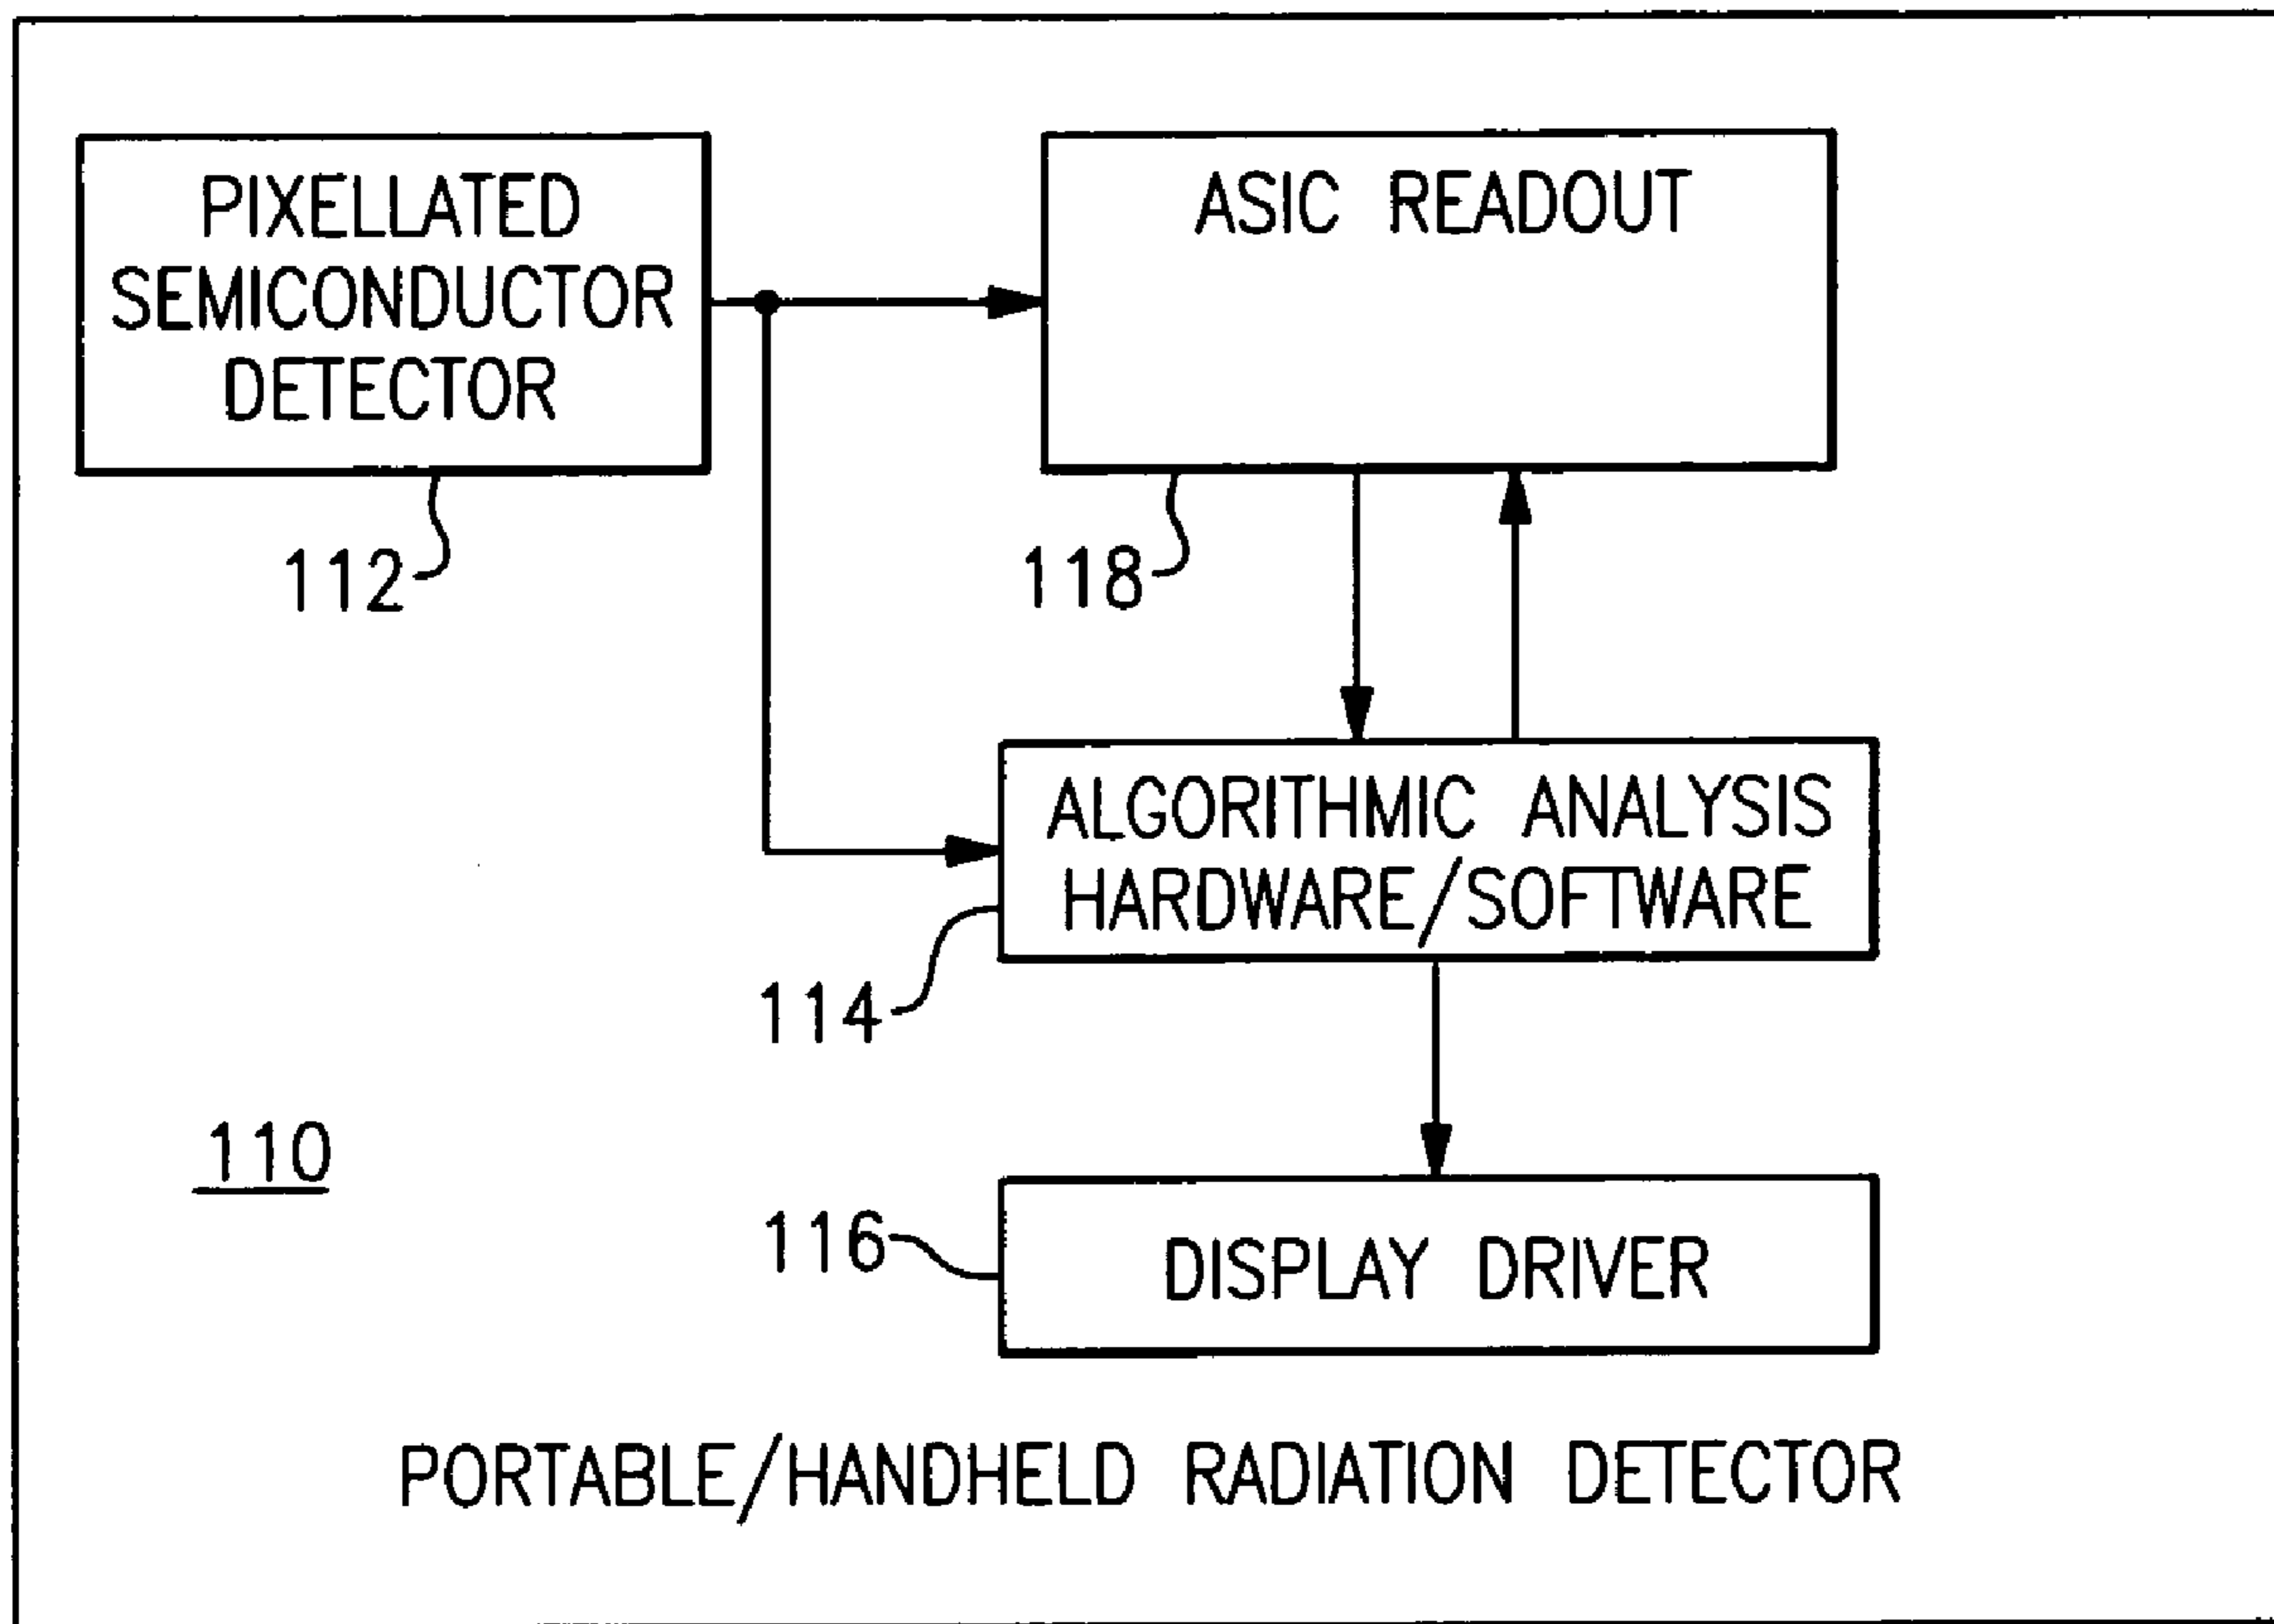 PIXELLATED
SEMICONDUCTOR
DETECTOR
112
ASIC READOUT
118
ALGORITHMIC ANALYSIS
HARDWARE/SOFTWARE
114
110
116
DISPLAY DRIVER
PORTABLE/HANDHELD RADIATION DETECTOR